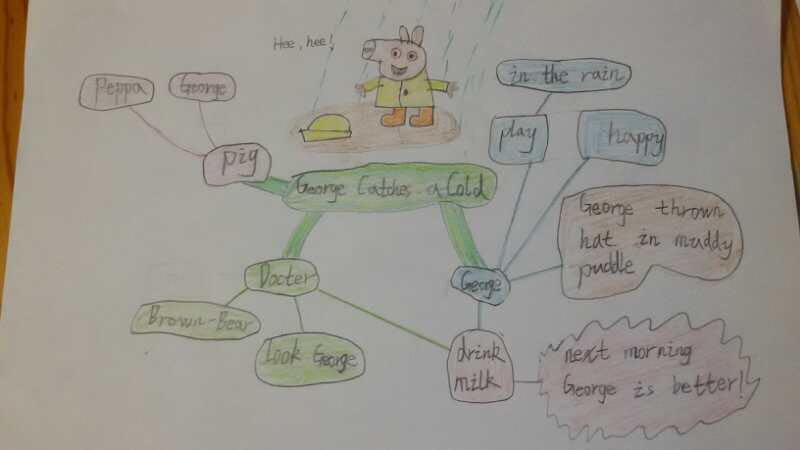 Hee, hee!
in the rain
Peppa
George
play
happy
pig
George Catches a Cold
George thrown
hat in muddy
puddle
Docter
George
Brown-Bear
look George
drink
milk
next morning
George is better!